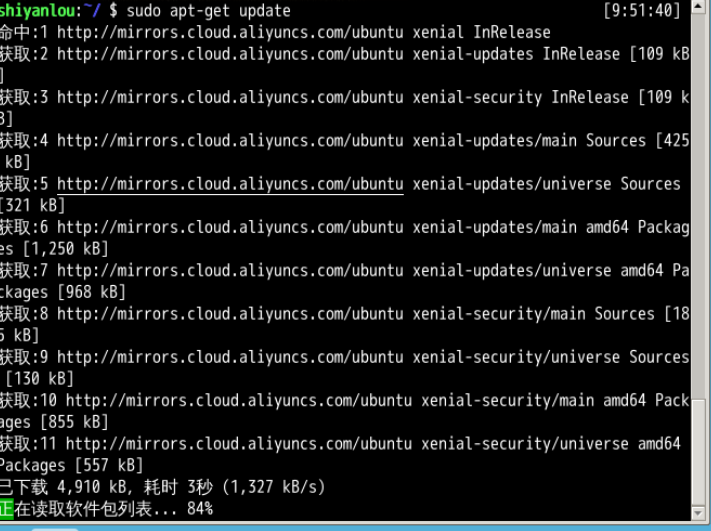 shiyanlou:~/ $ sudo apt-get update [9:51:40]
命中:1 http://mirrors.cloud.aliyuncs.com/ubuntu xenial InRelease
获取:2 http://mirrors.cloud.aliyuncs.com/ubuntu xenial-updates InRelease [109 kB
]
获取:3 http://mirrors.cloud.aliyuncs.com/ubuntu xenial-security InRelease [109 k
B]
获取:4 http://mirrors.cloud.aliyuncs.com/ubuntu xenial-updates/main Sources [425
kB]
获取:5 http://mirrors.cloud.aliyuncs.com/ubuntu xenial-updates/universe Sources
[321 kB]
获取:6 http://mirrors.cloud.aliyuncs.com/ubuntu xenial-updates/main amd64 Packag
es [1,250 kB]
获取:7 http://mirrors.cloud.aliyuncs.com/ubuntu xenial-updates/universe amd64 Pa
ckages [968 kB]
获取:8 http://mirrors.cloud.aliyuncs.com/ubuntu xenial-security/main Sources [18
5 kB]
获取:9 http://mirrors.cloud.aliyuncs.com/ubuntu xenial-security/universe Sources
[130 kB]
获取:10 http://mirrors.cloud.aliyuncs.com/ubuntu xenial-security/main amd64 Pack
ages [855 kB]
获取:11 http://mirrors.cloud.aliyuncs.com/ubuntu xenial-security/universe amd64
Packages [557 kB]
已下载 4,910 kB, 耗时 3秒 (1,327 kB/s)
正在读取软件包列表... 84%